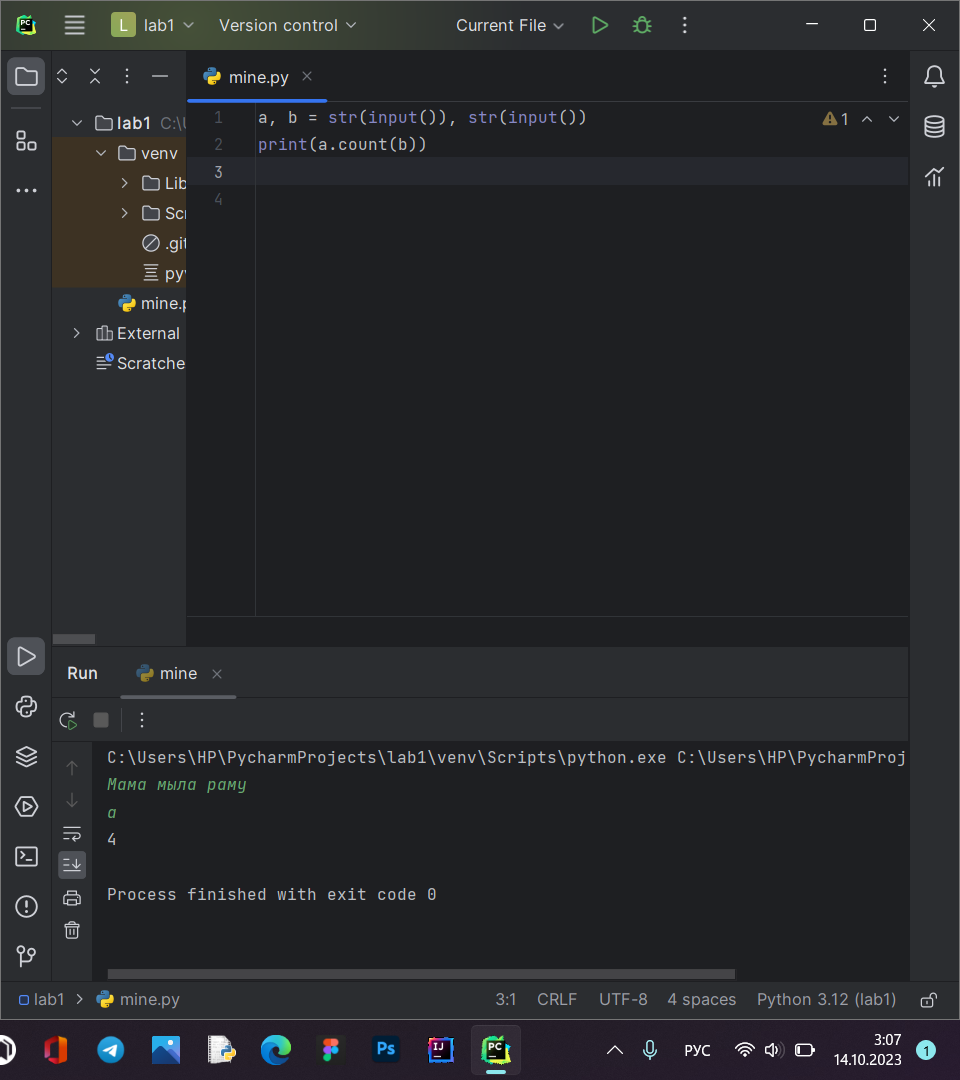 L lab1 Version control Current File
mine.py
lab1 C:\U
venv
Lib
Scr
.git
pyv
mine.p
External
Scratche
1 a, b = str(input()), str(input())
1
2 print(a.count(b))
3
4
Run mine
C:\Users\HP\PycharmProjects\lab1\venv\Scripts\python.exe C:\Users\HP\PycharmProj
Мама мыла раму
а
4
Process finished with exit code 0
lab1 mine.py 3:1 CRLF UTF-8 4 spaces Python 3.12 (lab1)
Ps IJ PC РУС 3:07
14.10.2023 1